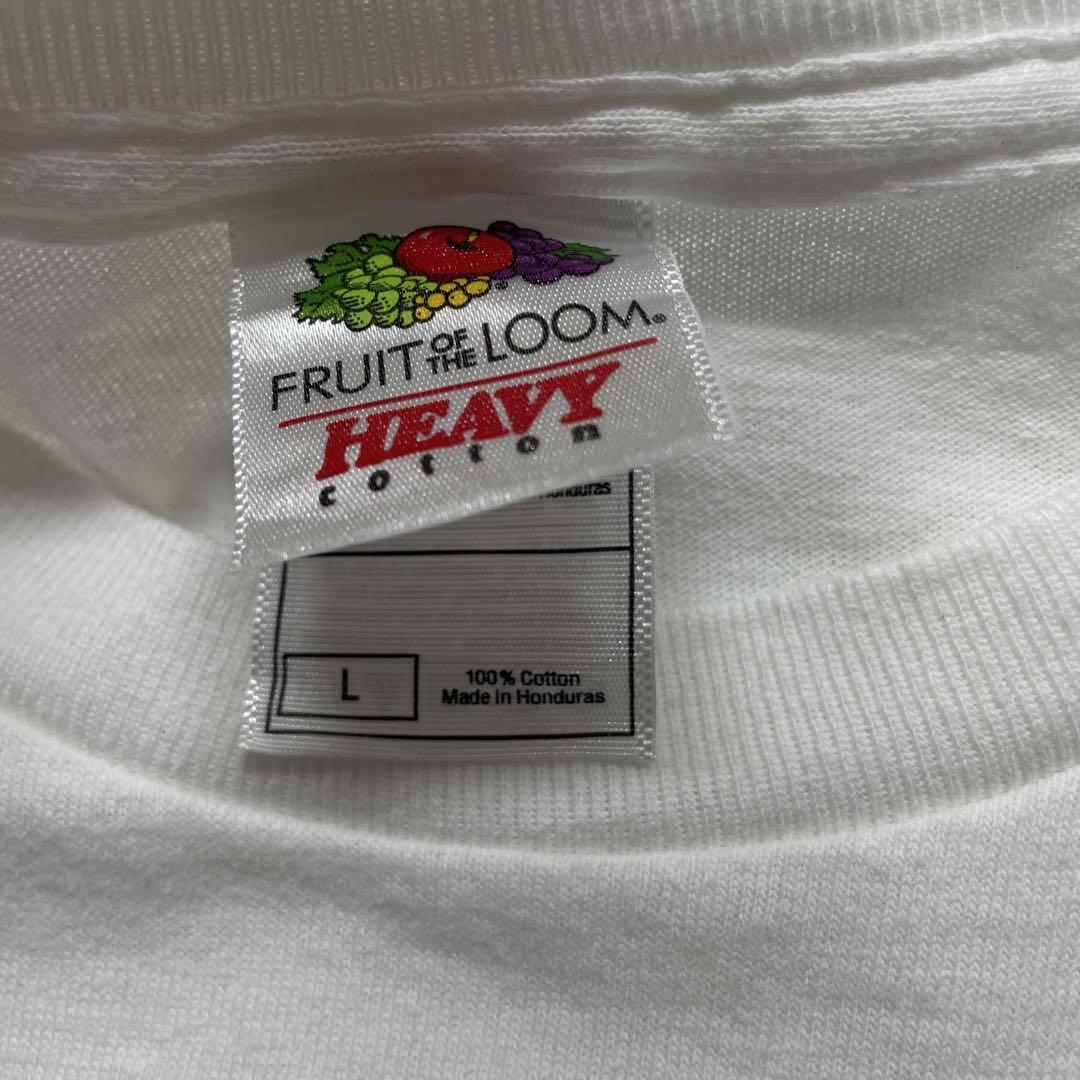 FRUIT OF THE LOOM®
HEAVY
cotton
Honduras
L
100% Cotton
Made in Honduras